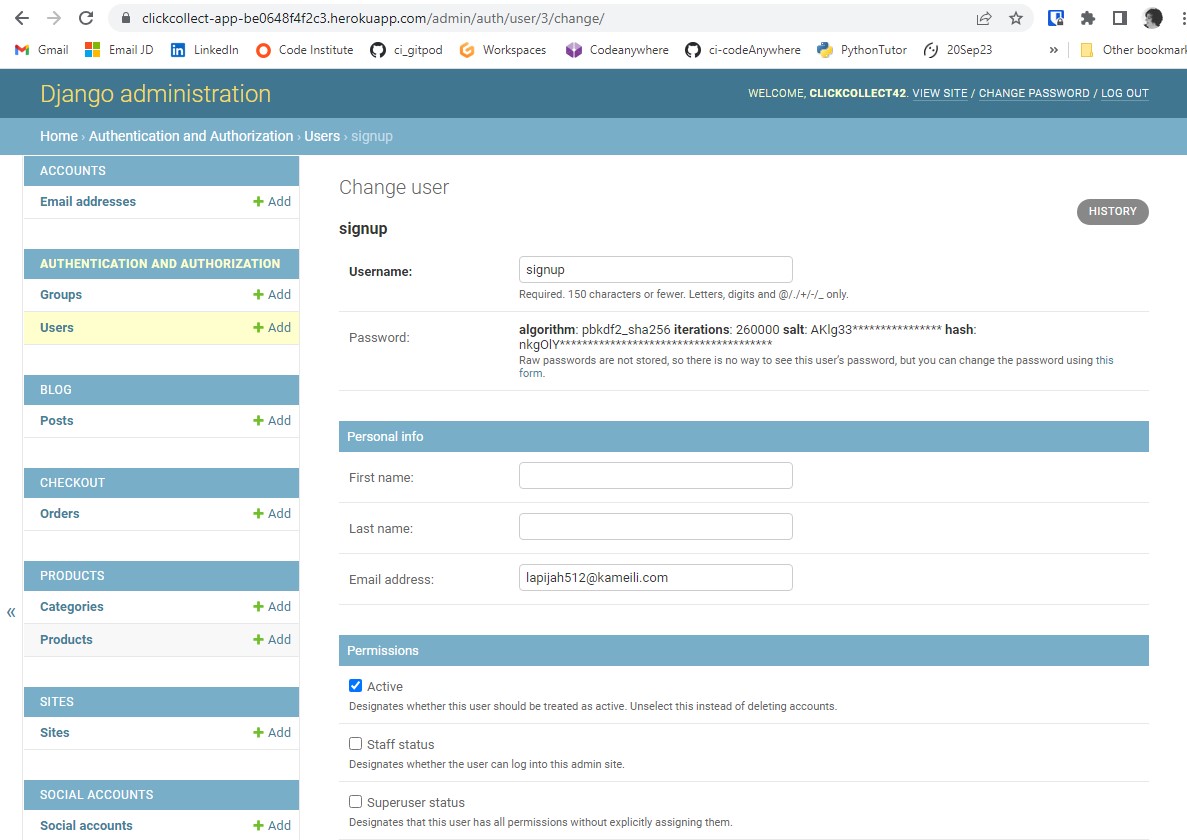 clickcollect-app-be0648f4f2c3.herokuapp.com/admin/auth/user/3/change/
Gmail Email JD LinkedIn Code Institute ci_gitpod Workspaces Codeanywhere ci-codeAnywhere PythonTutor 20Sep23 » Other bookmark
Django administration
WELCOME, CLICKCOLLECT42. VIEW SITE / CHANGE PASSWORD / LOG OUT
Home › Authentication and Authorization › Users › signup
ACCOUNTS
Email addresses + Add
AUTHENTICATION AND AUTHORIZATION
Groups + Add
Users + Add
BLOG
Posts + Add
CHECKOUT
Orders + Add
PRODUCTS
Categories + Add
«
Products + Add
SITES
Sites + Add
SOCIAL ACCOUNTS
Social accounts + Add
Change user
HISTORY
signup
Username: signup
Required. 150 characters or fewer. Letters, digits and @/./+/-/_ only.
Password: algorithm: pbkdf2_sha256 iterations: 260000 salt: AKlg33**************** hash:
nkgOlY**************************************
Raw passwords are not stored, so there is no way to see this user's password, but you can change the password using this
form.
Personal info
First name:
Last name:
Email address: lapijah512@kameili.com
Permissions
Active
Designates whether this user should be treated as active. Unselect this instead of deleting accounts.
Staff status
Designates whether the user can log into this admin site.
Superuser status
Designates that this user has all permissions without explicitly assigning them.